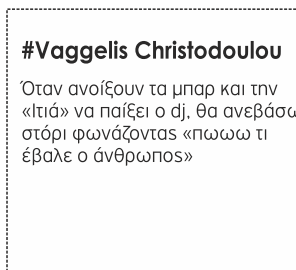 #Vaggelis Christodoulou
Όταν ανοίξουν τα μπαρ και την
«Ιτιά» να παίξει ο dj, θα ανεβάσω
στόρι φωνάζοντας «πωωω τι
έβαλε ο άνθρωπος»